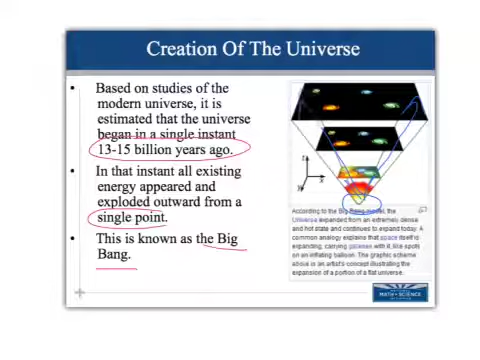 Creation Of The Universe
• Based on studies of the
modern universe, it is
estimated that the universe
began in a single instant
13-15 billion years ago.
• In that instant all existing
energy appeared and
exploded outward from a
single point.
• This is known as the Big
Bang.
According to the Big Bang model, the
Universe expanded from an extremely dense
and hot state and continues to expand today. A
common analogy explains that space itself is
expanding, carrying galaxies with it, like spots
on an inflating balloon. The graphic scheme
above is an artist's concept illustrating the
expansion of a portion of a flat universe.
MATH SCIENCE